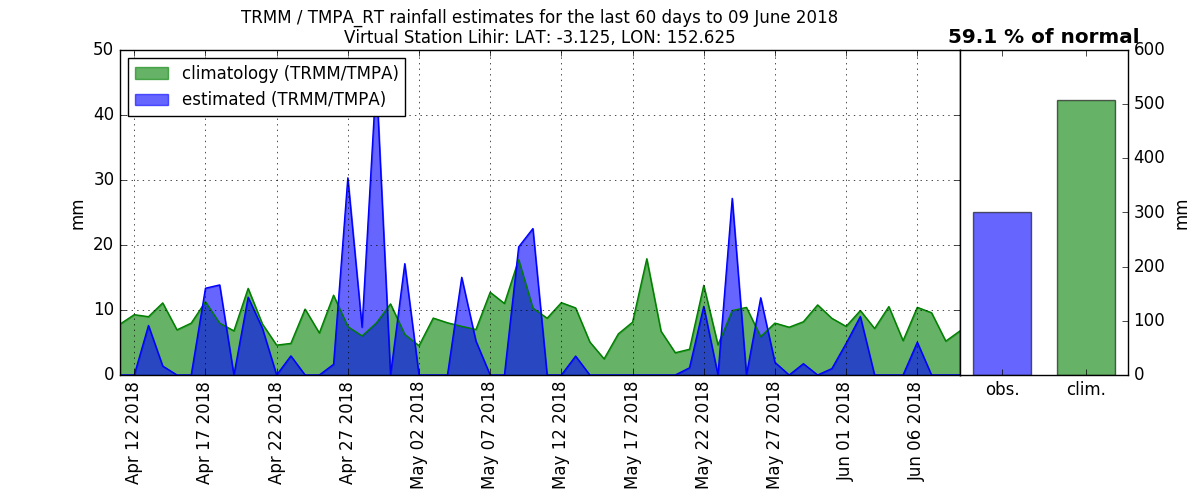 TRMM / TMPA_RT rainfall estimates for the last 60 days to 09 June 2018
Virtual Station Lihir: LAT: -3.125, LON: 152.625
59.1 % of normal
climatology (TRMM/TMPA)
estimated (TRMM/TMPA)
50
40
30
20
10
0
mm
Apr 12 2018
Apr 17 2018
Apr 22 2018
Apr 27 2018
May 02 2018
May 07 2018
May 12 2018
May 17 2018
May 22 2018
May 27 2018
Jun 01 2018
Jun 06 2018
obs.
clim.
600
500
400
300
200
100
0
mm